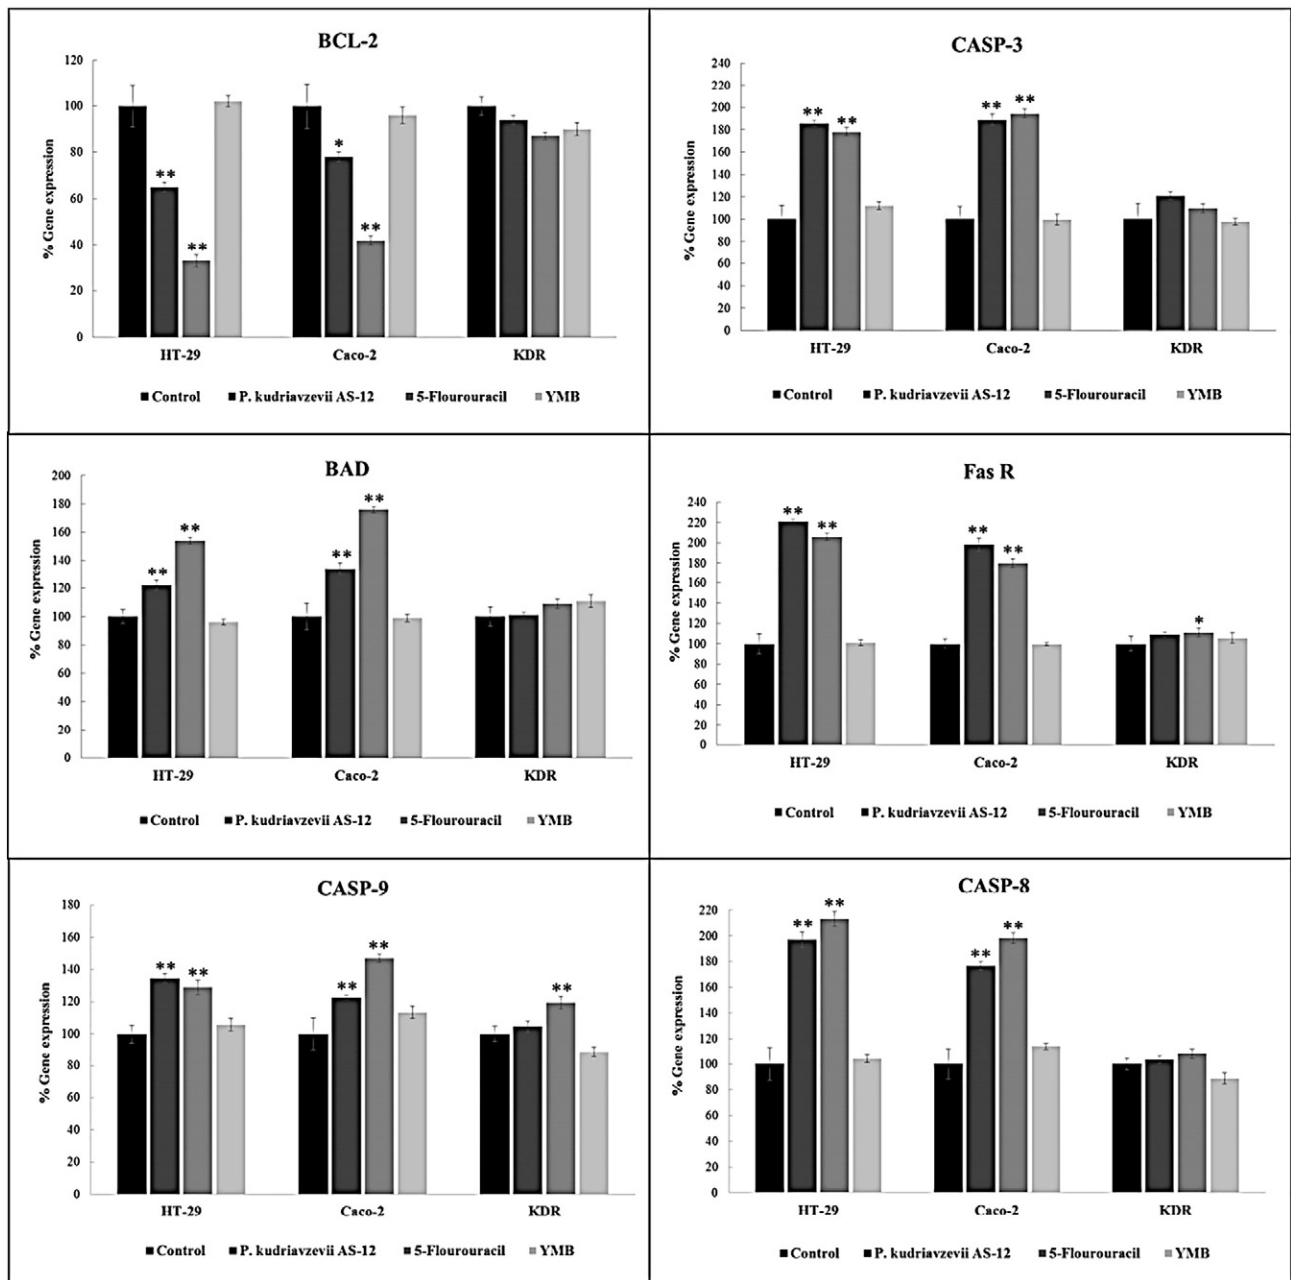 BCL-2
120
100
80
60
40
20
0
% Gene expression
**
**
*
**
HT-29 Caco-2 KDR
■ Control ■ P. kudriavzevii AS-12 ■ 5-Flourouracil ■ YMB
CASP-3
240
220
200
180
160
140
120
100
80
60
40
20
0
% Gene expression
** ** ** **
HT-29 Caco-2 KDR
■ Control ■ P. kudriavzevii AS-12 ■ 5-Flourouracil ■ YMB
BAD
200
180
160
140
120
100
80
60
40
20
0
% Gene expression
** ** ** **
HT-29 Caco-2 KDR
■ Control ■ P. kudriavzevii AS-12 ■ 5-Flourouracil ■ YMB
Fas R
240
220
200
180
160
140
120
100
80
60
40
20
0
% Gene expression
** ** ** ** *
HT-29 Caco-2 KDR
■ Control ■ P. kudriavzevii AS-12 ■ 5-Flourouracil ■ YMB
CASP-9
180
160
140
120
100
80
60
40
20
0
% Gene expression
** ** ** ** **
HT-29 Caco-2 KDR
■ Control ■ P. kudriavzevii AS-12 ■ 5-Flourouracil ■ YMB
CASP-8
220
200
180
160
140
120
100
80
60
40
20
0
% Gene expression
** ** ** **
HT-29 Caco-2 KDR
■ Control ■ P. kudriavzevii AS-12 ■ 5-Flourouracil ■ YMB